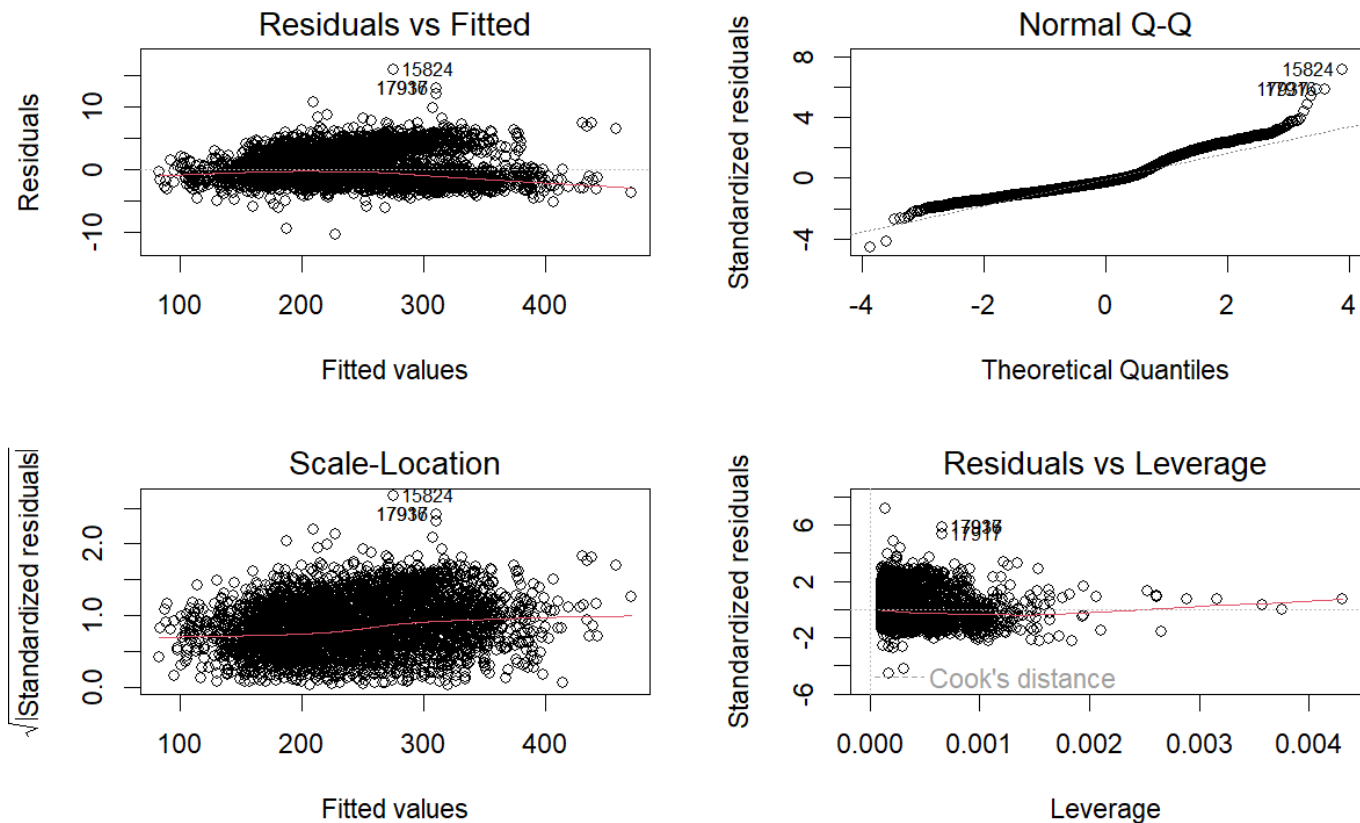 Residuals vs Fitted
Residuals
10
0
-10
15824
100 200 300 400
Fitted values
Normal Q-Q
Standardized residuals
8
4
0
-4
15824
-4 -2 0 2 4
Theoretical Quantiles
Scale-Location
√|Standardized residuals|
2.0
1.0
0.0
15824
100 200 300 400
Fitted values
Residuals vs Leverage
Standardized residuals
6
2
-2
-6
17917
Cook's distance
0.000 0.001 0.002 0.003 0.004
Leverage